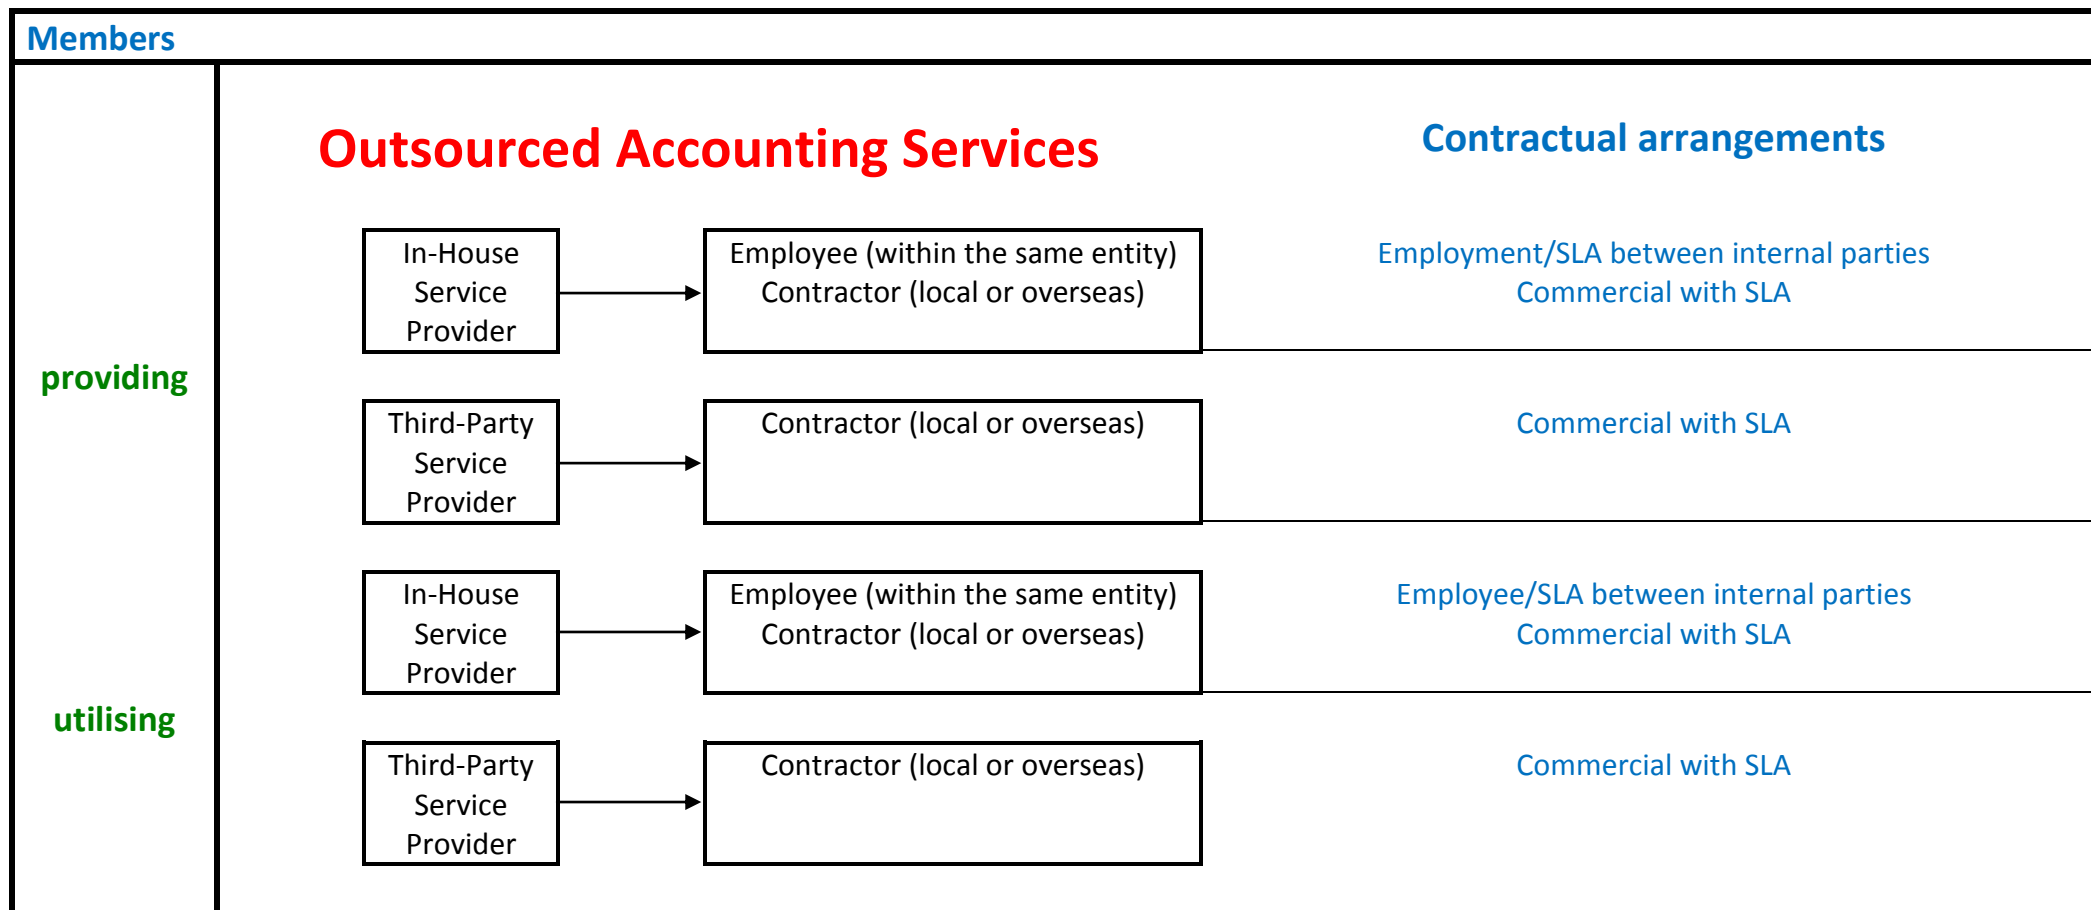 Members
Outsourced Accounting Services
Contractual arrangements
In-House
Service
Provider
Employee (within the same entity)
Contractor (local or overseas)
Employment/SLA between internal parties
Commercial with SLA
providing
Third-Party
Service
Provider
Contractor (local or overseas)
Commercial with SLA
In-House
Service
Provider
Employee (within the same entity)
Contractor (local or overseas)
Employee/SLA between internal parties
Commercial with SLA
utilising
Third-Party
Service
Provider
Contractor (local or overseas)
Commercial with SLA